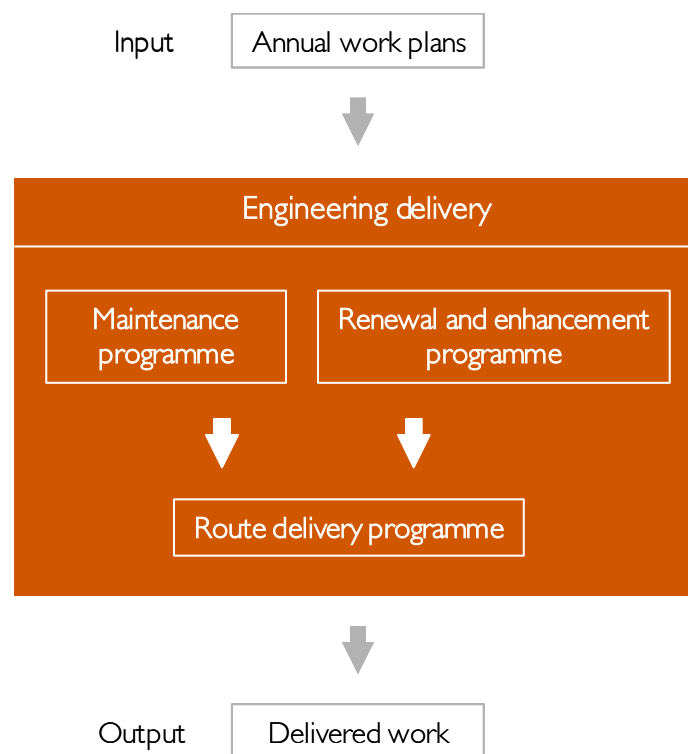 Input
Annual work plans
Engineering delivery
Maintenance
programme
Renewal and enhancement
programme
Route delivery programme
Output
Delivered work